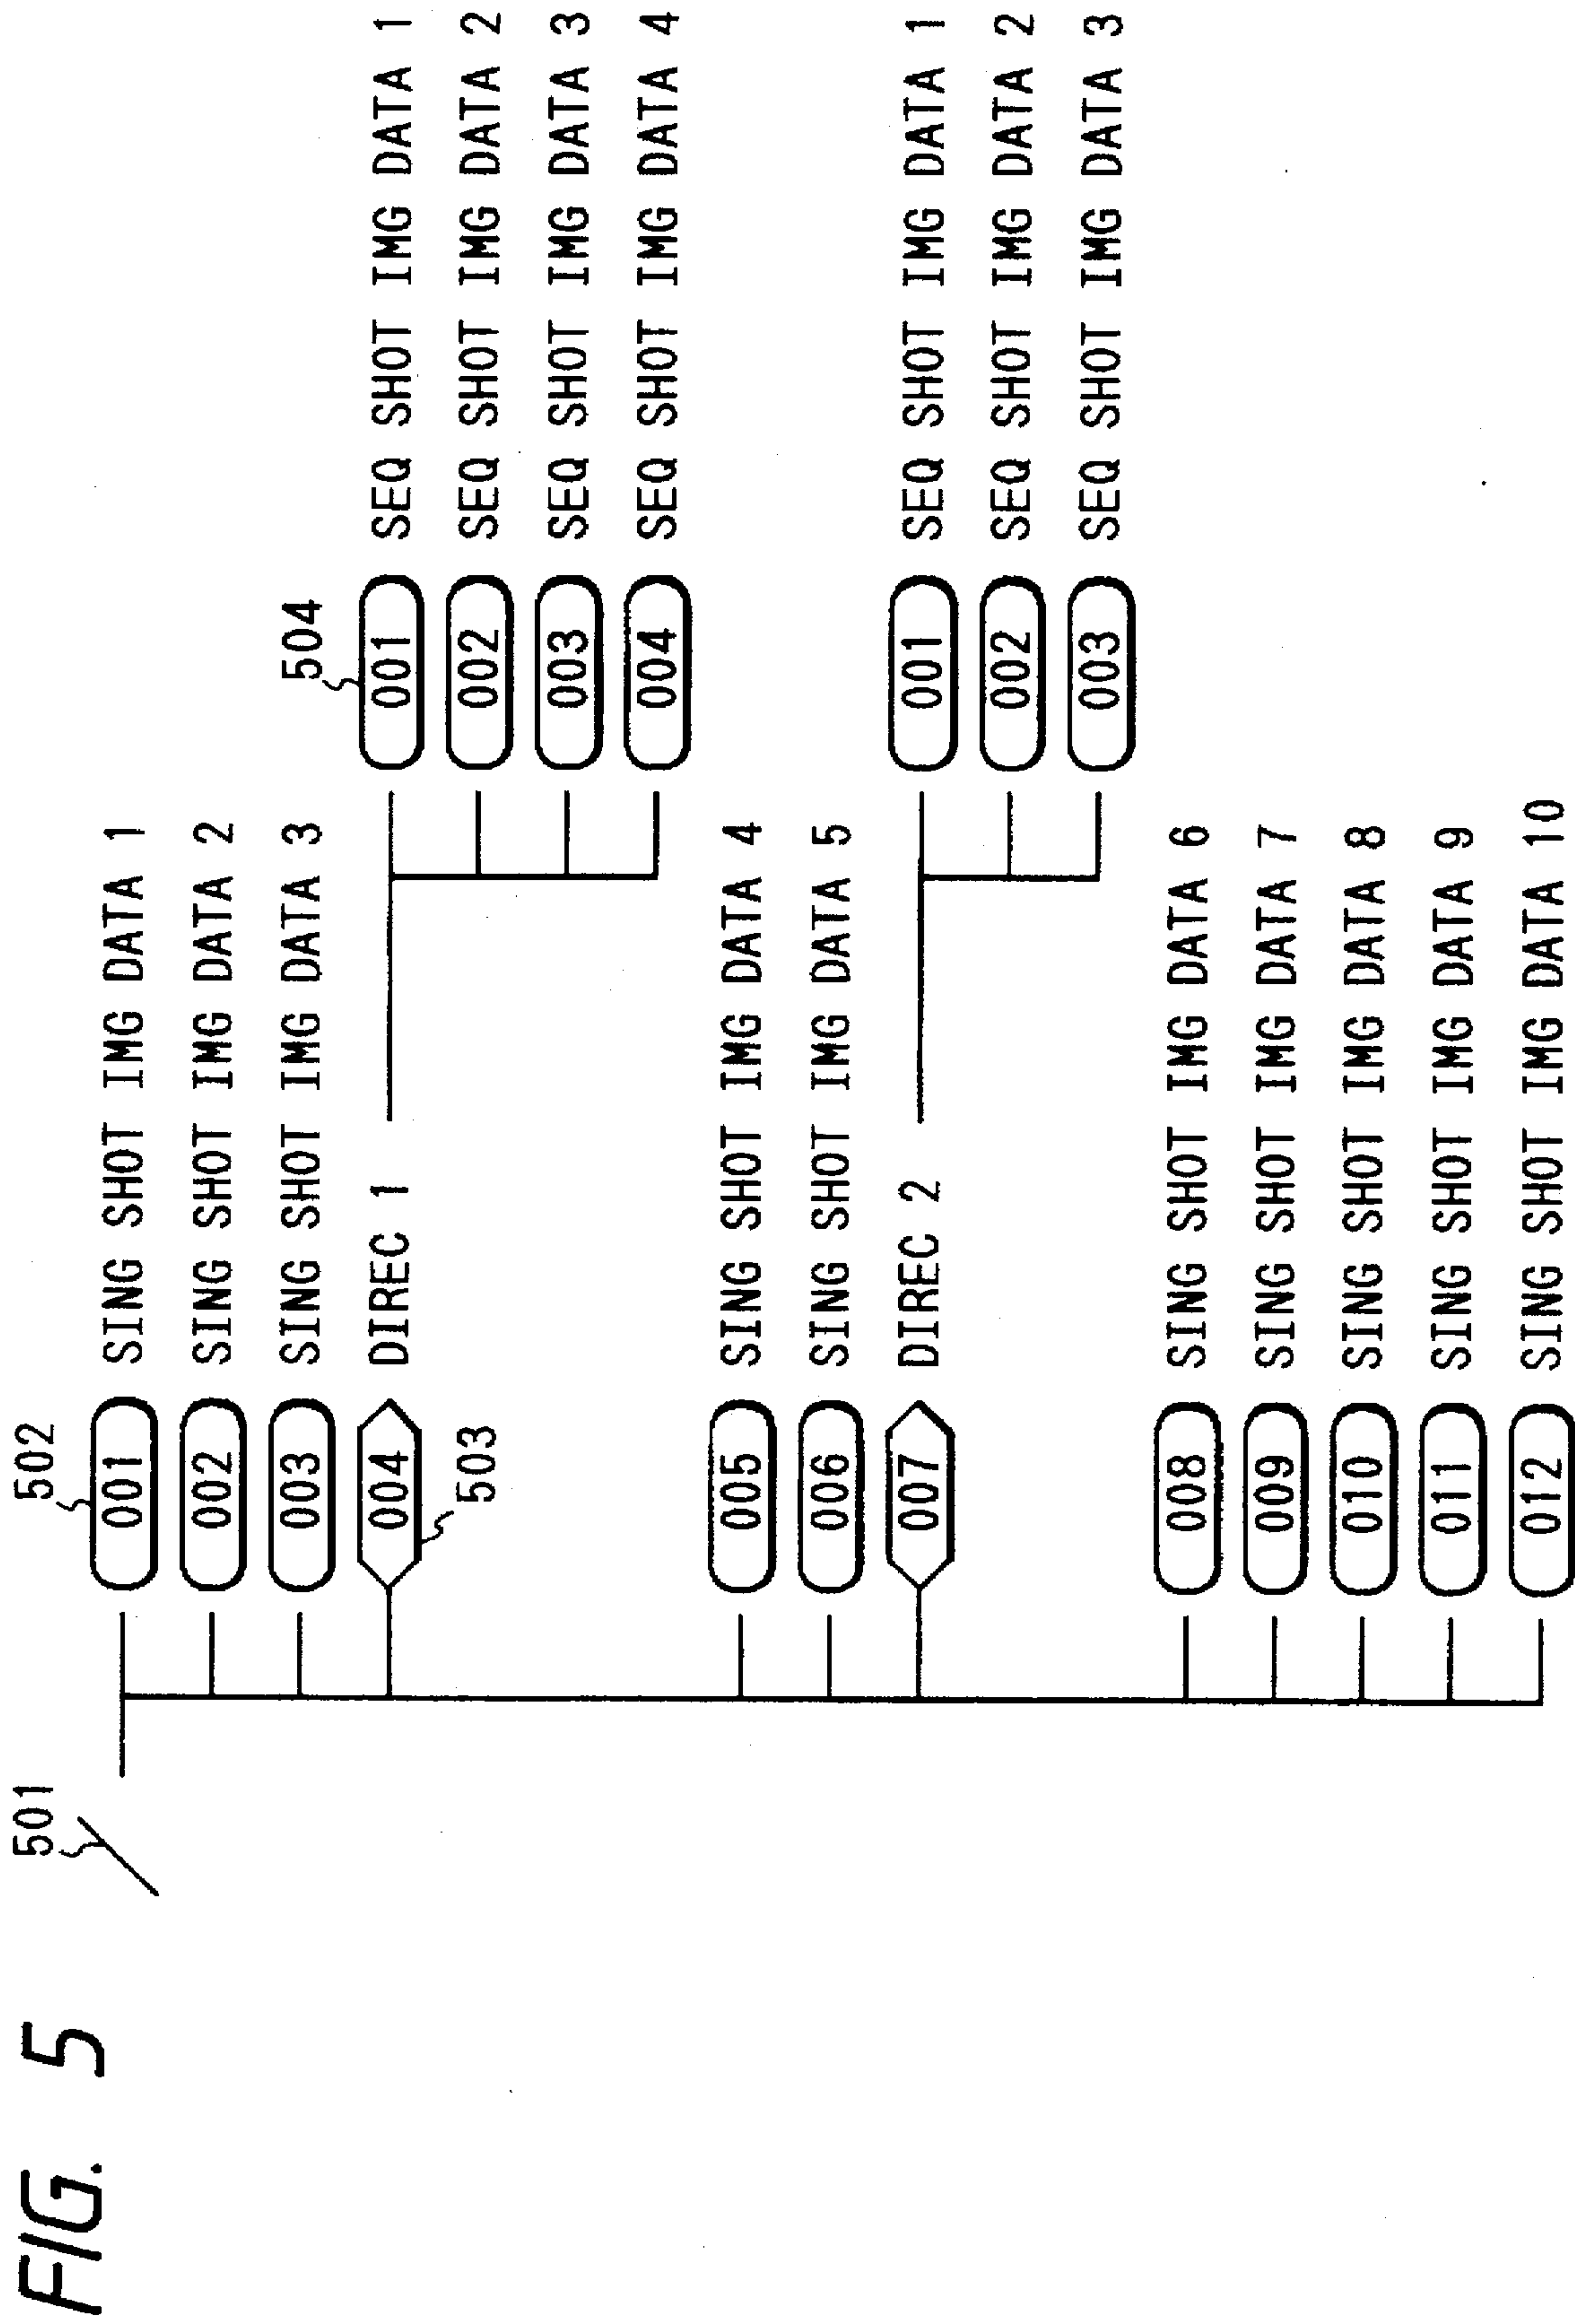 FIG. 5
501
502
001 SING SHOT IMG DATA 1
002 SING SHOT IMG DATA 2
003 SING SHOT IMG DATA 3
004 DIREC 1
503
504
001 SEQ SHOT IMG DATA 1
002 SEQ SHOT IMG DATA 2
003 SEQ SHOT IMG DATA 3
004 SEQ SHOT IMG DATA 4
005 SING SHOT IMG DATA 4
006 SING SHOT IMG DATA 5
007 DIREC 2
001 SEQ SHOT IMG DATA 1
002 SEQ SHOT IMG DATA 2
003 SEQ SHOT IMG DATA 3
008 SING SHOT IMG DATA 6
009 SING SHOT IMG DATA 7
010 SING SHOT IMG DATA 8
011 SING SHOT IMG DATA 9
012 SING SHOT IMG DATA 10